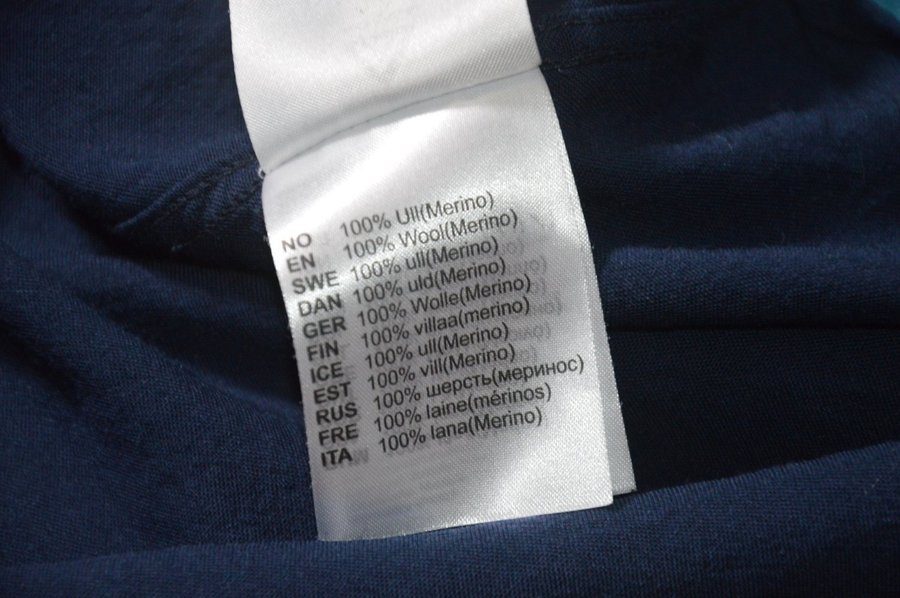 NO 100% Ull(Merino)
EN 100% Wool(Merino)
SWE 100% ull(Merino)
DAN 100% uld(Merino)
GER 100% Wolle(Merino)
FIN 100% villaa(merino)
ICE 100% ull(Merino)
EST 100% vill(Merino)
RUS 100% шерсть(меринос)
FRE 100% laine(mérinos)
ITA 100% lana(Merino)